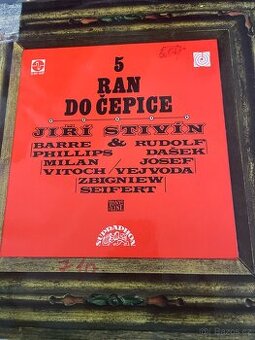 5
RAN
DO ČEPICE
JIŘÍ STIVÍN
BARRE & RUDOLF
PHILLIPS DAŠEK
MILAN / JOSEF
VITOCH / VEJVODA
ZBIGNIEW
SEIFERT
SUPRAPHON